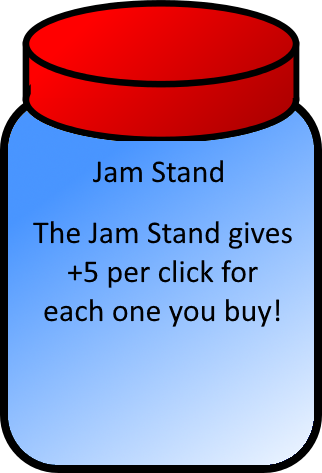 Jam Stand
The Jam Stand gives
+5 per click for
each one you buy!